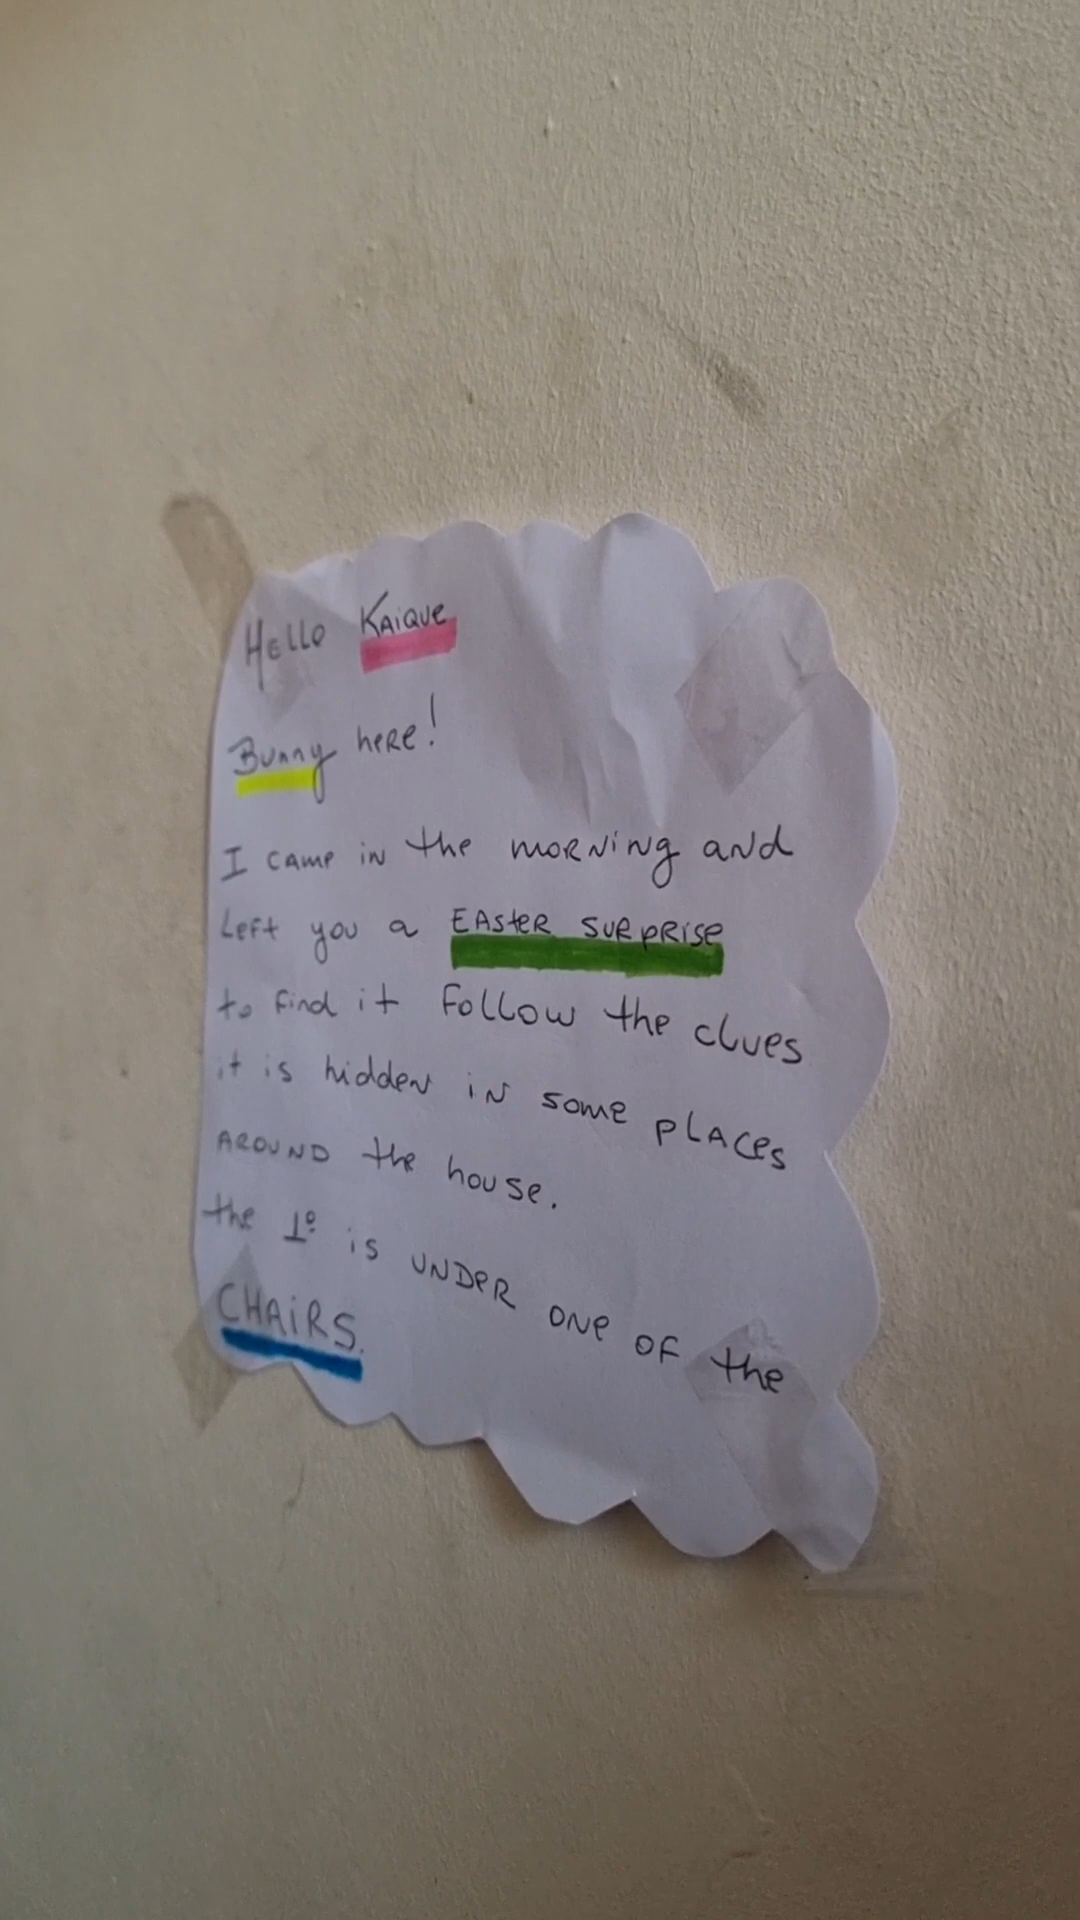 HELLO KAIQUE
Bunny here!
I came in the morning and
Left you a EASTER SURPRISE
to find it Follow the clues
it is hidden in some places
AROUND the house.
the 1º is UNDER one of the
CHAIRS.